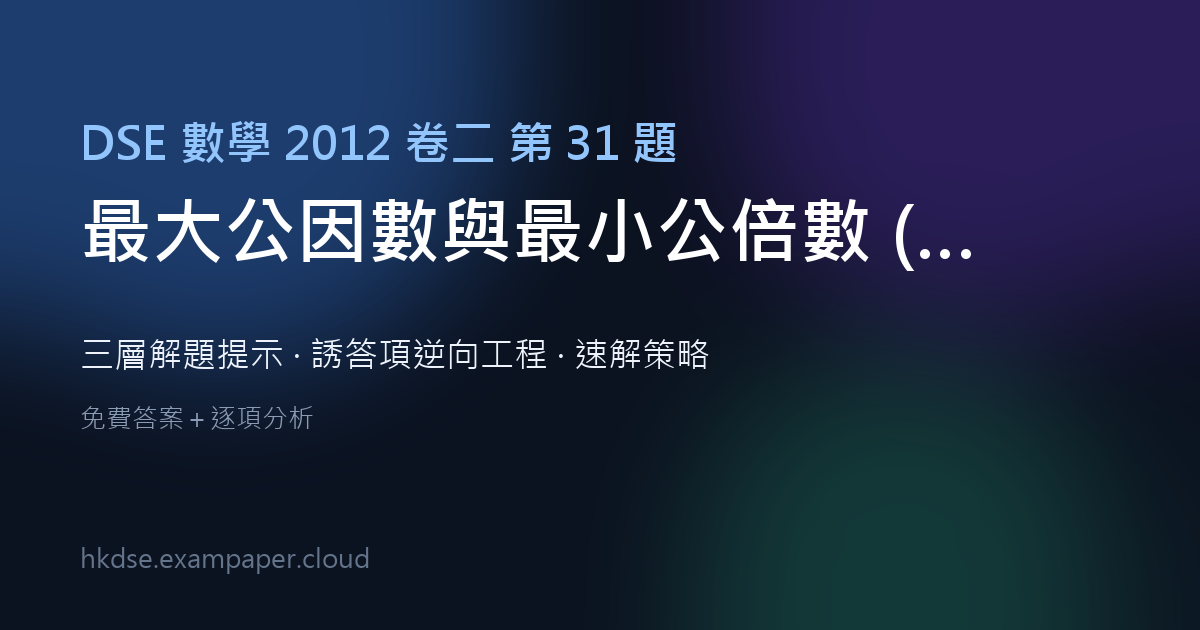 DSE 數學 2012 卷二 第 31 題
最大公因數與最小公倍數 (...
三層解題提示 · 誘答項逆向工程 · 速解策略
免費答案 + 逐項分析
hkdse.exampaper.cloud